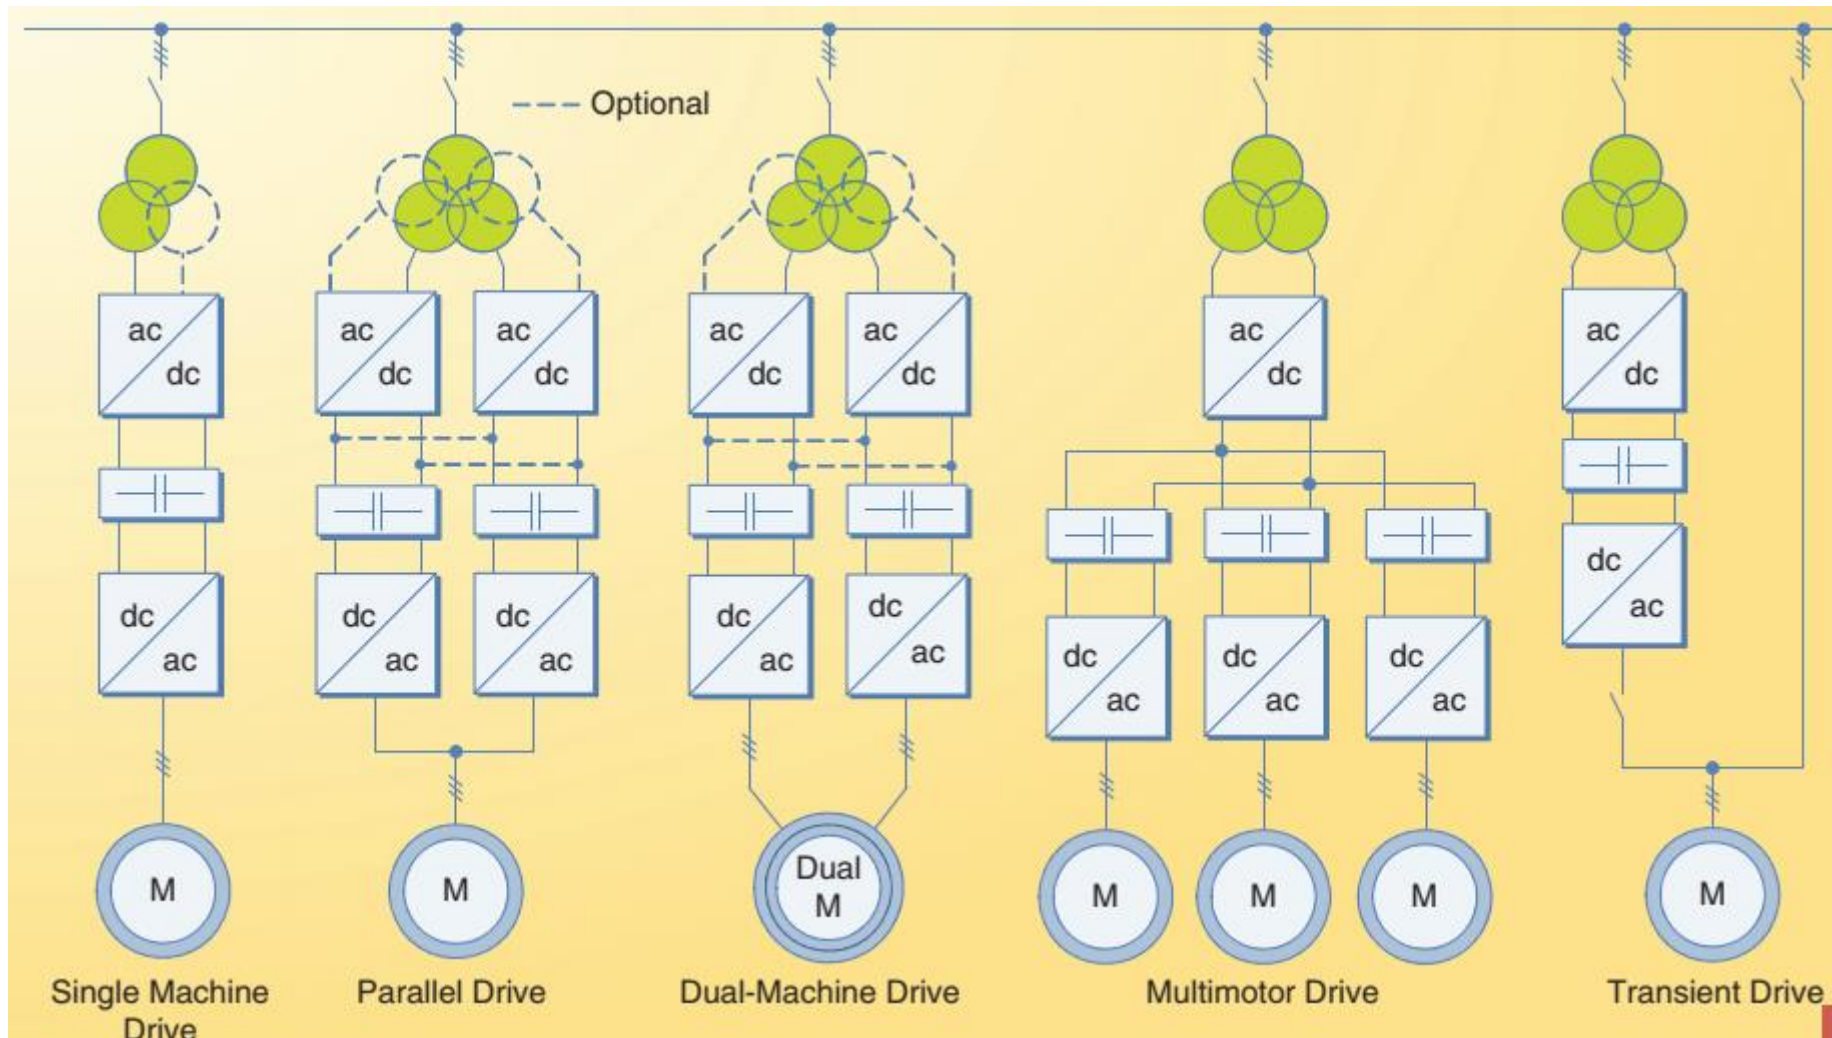 Optional
ac
dc
ac
dc
ac
dc
ac
dc
ac
dc
ac
dc
ac
dc
dc
ac
dc
ac
dc
ac
dc
ac
dc
ac
dc
ac
dc
ac
dc
ac
dc
ac
M
M
Dual
M
M
M
M
M
Single Machine
Drive
Parallel Drive
Dual-Machine Drive
Multimotor Drive
Transient Drive